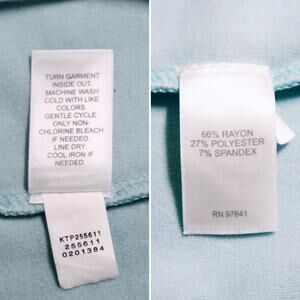 TURN GARMENT
INSIDE OUT.
MACHINE WASH
COLD WITH LIKE
COLORS.
GENTLE CYCLE.
ONLY NON-
CHLORINE BLEACH
IF NEEDED.
LINE DRY.
COOL IRON IF
NEEDED.
KTP255611
255611
0201384
66% RAYON
27% POLYESTER
7% SPANDEX
RN 97641